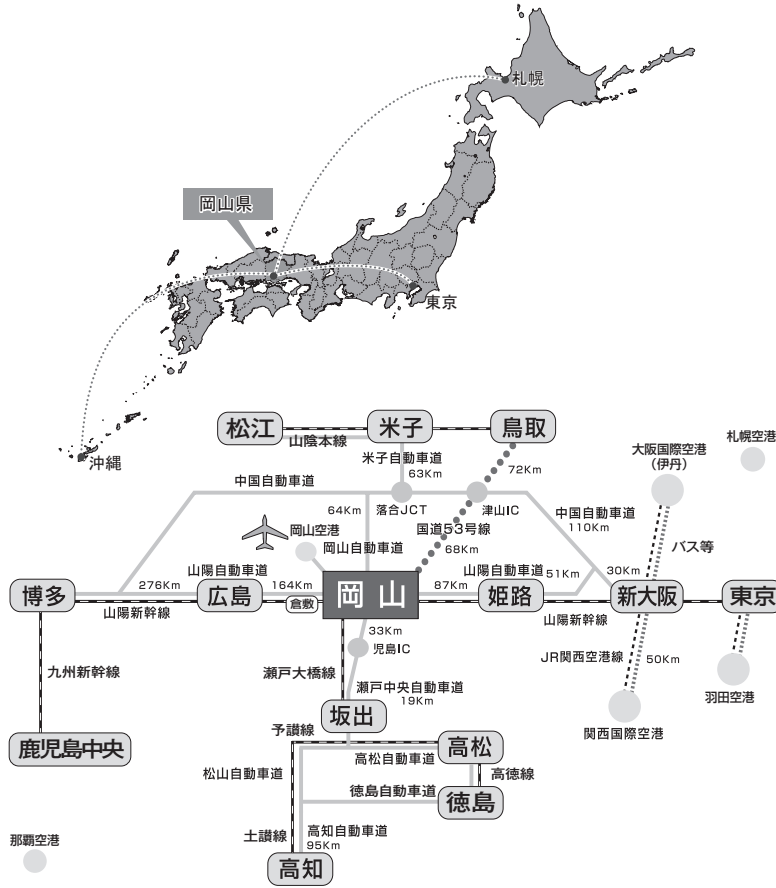 札幌
岡山県
東京
沖縄
松江
米子
鳥取
札幌空港
山陰本線
大阪国際空港
(伊丹)
米子自動車道
63Km
72Km
中国自動車道
落合JCT
津山IC
中国自動車道
110Km
64Km
国道53号線
岡山空港
岡山自動車道
68Km
バス等
山陽自動車道
276Km
164Km
87Km
山陽自動車道
51Km
30Km
博多
広島
倉敷
岡山
姫路
新大阪
東京
山陽新幹線
山陽新幹線
33Km
児島IC
JR関西空港線
50Km
九州新幹線
瀬戸大橋線
瀬戸中央自動車道
19Km
羽田空港
坂出
関西国際空港
予讃線
鹿児島中央
高松
松山自動車道
高松自動車道
高徳線
徳島自動車道
徳島
那覇空港
土讃線
高知自動車道
95Km
高知